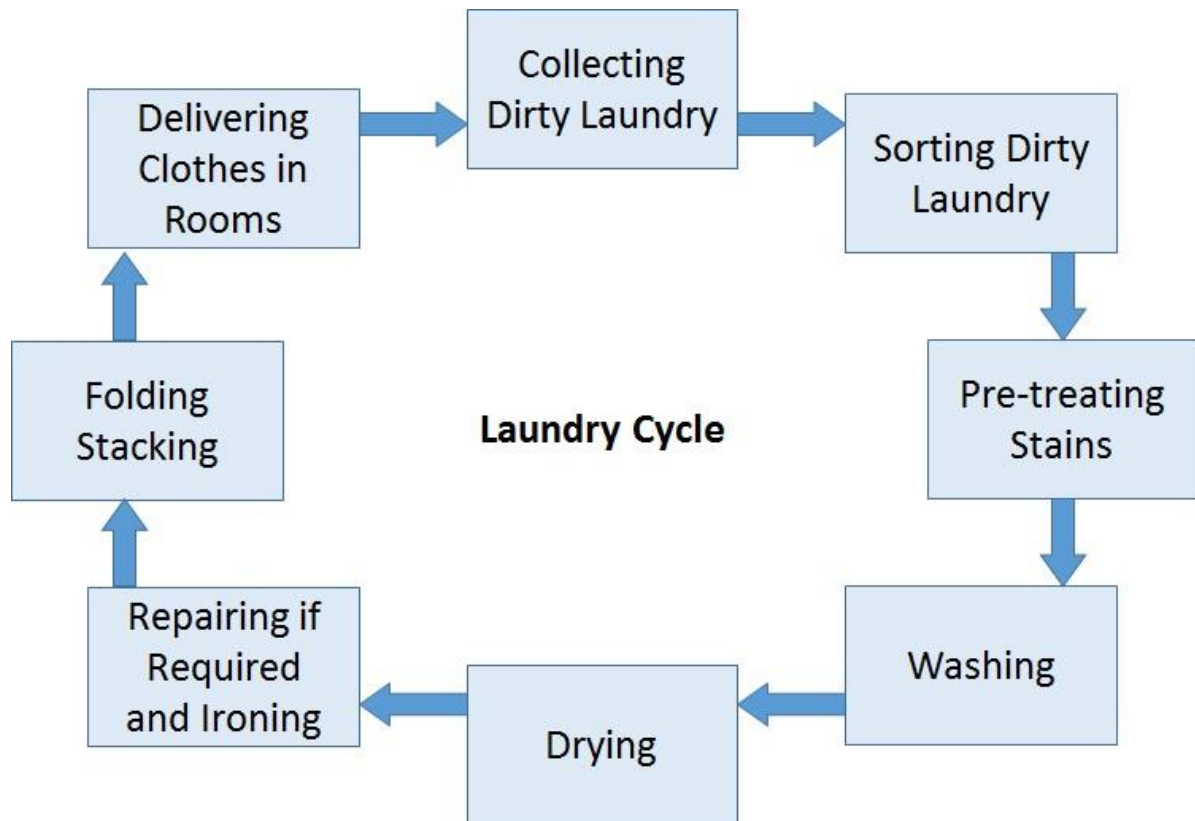 Collecting
Dirty Laundry
Sorting Dirty
Laundry
Pre-treating
Stains
Washing
Drying
Repairing if
Required
and Ironing
Folding
Stacking
Delivering
Clothes in
Rooms
Laundry Cycle